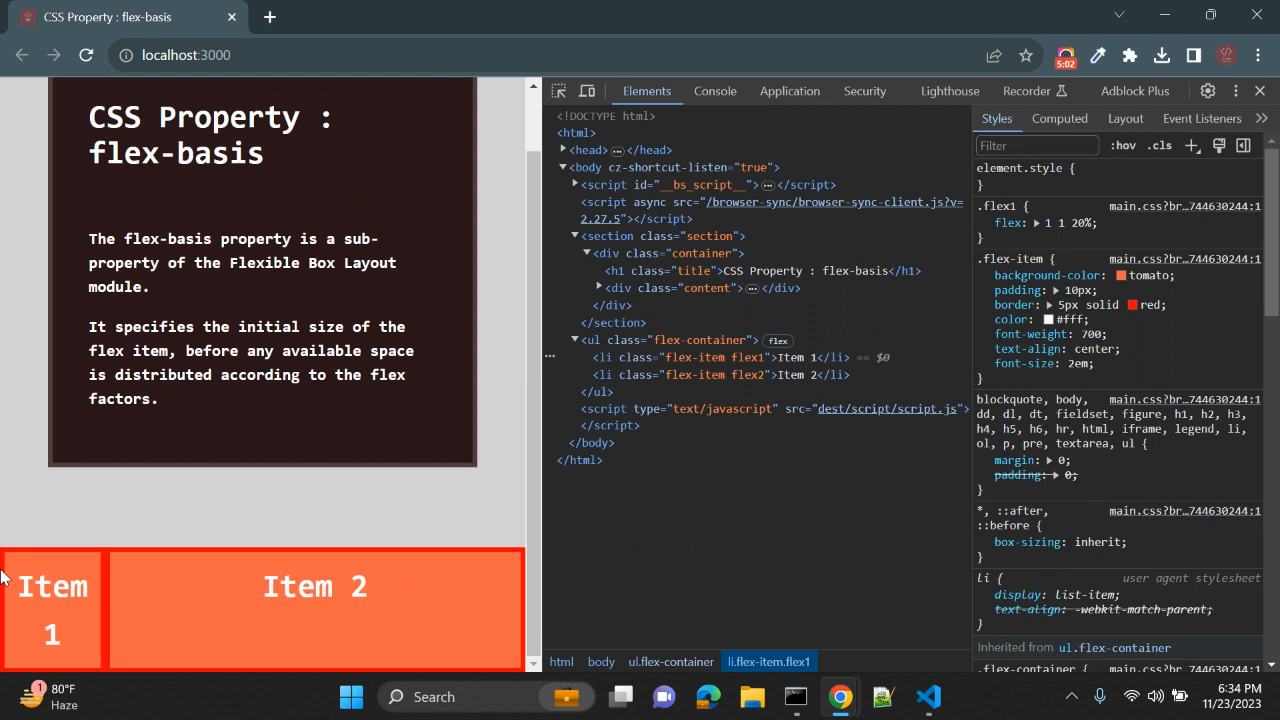 CSS Property : flex-basis
localhost:3000
5:02
CSS Property :
flex-basis
The flex-basis property is a sub-
property of the Flexible Box Layout
module.
It specifies the initial size of the
flex item, before any available space
is distributed according to the flex
factors.
Item
1
Item 2
Elements Console Application Security Lighthouse Recorder Adblock Plus
<!DOCTYPE html>
<html>
<head> … </head>
<body cz-shortcut-listen="true">
<script id="__bs_script__"> … </script>
<script async src="/browser-sync/browser-sync-client.js?v=
2.27.5"></script>
<section class="section">
<div class="container">
<h1 class="title">CSS Property : flex-basis</h1>
<div class="content"> … </div>
</div>
</section>
<ul class="flex-container"> flex
<li class="flex-item flex1">Item 1</li> == $0
<li class="flex-item flex2">Item 2</li>
</ul>
<script type="text/javascript" src="dest/script/script.js">
</script>
</body>
</html>
html body ul.flex-container li.flex-item.flex1
Styles Computed Layout Event Listeners
Filter :hov .cls
element.style {
}
.flex1 { main.css?br…744630244:1
flex: 1 1 20%;
}
.flex-item { main.css?br…744630244:1
background-color: tomato;
padding: 10px;
border: 5px solid red;
color: #fff;
font-weight: 700;
text-align: center;
font-size: 2em;
}
blockquote, body, main.css?br…744630244:1
dd, dl, dt, fieldset, figure, h1, h2, h3,
h4, h5, h6, hr, html, iframe, legend, li,
ol, p, pre, textarea, ul {
margin: 0;
padding: 0;
}
*, ::after, main.css?br…744630244:1
::before {
box-sizing: inherit;
}
li { user agent stylesheet
display: list-item;
text-align: -webkit-match-parent;
}
Inherited from ul.flex-container
.flex-container { main.css?br…744630244:1
1
80°F
Haze
Search
6:34 PM
11/23/2023